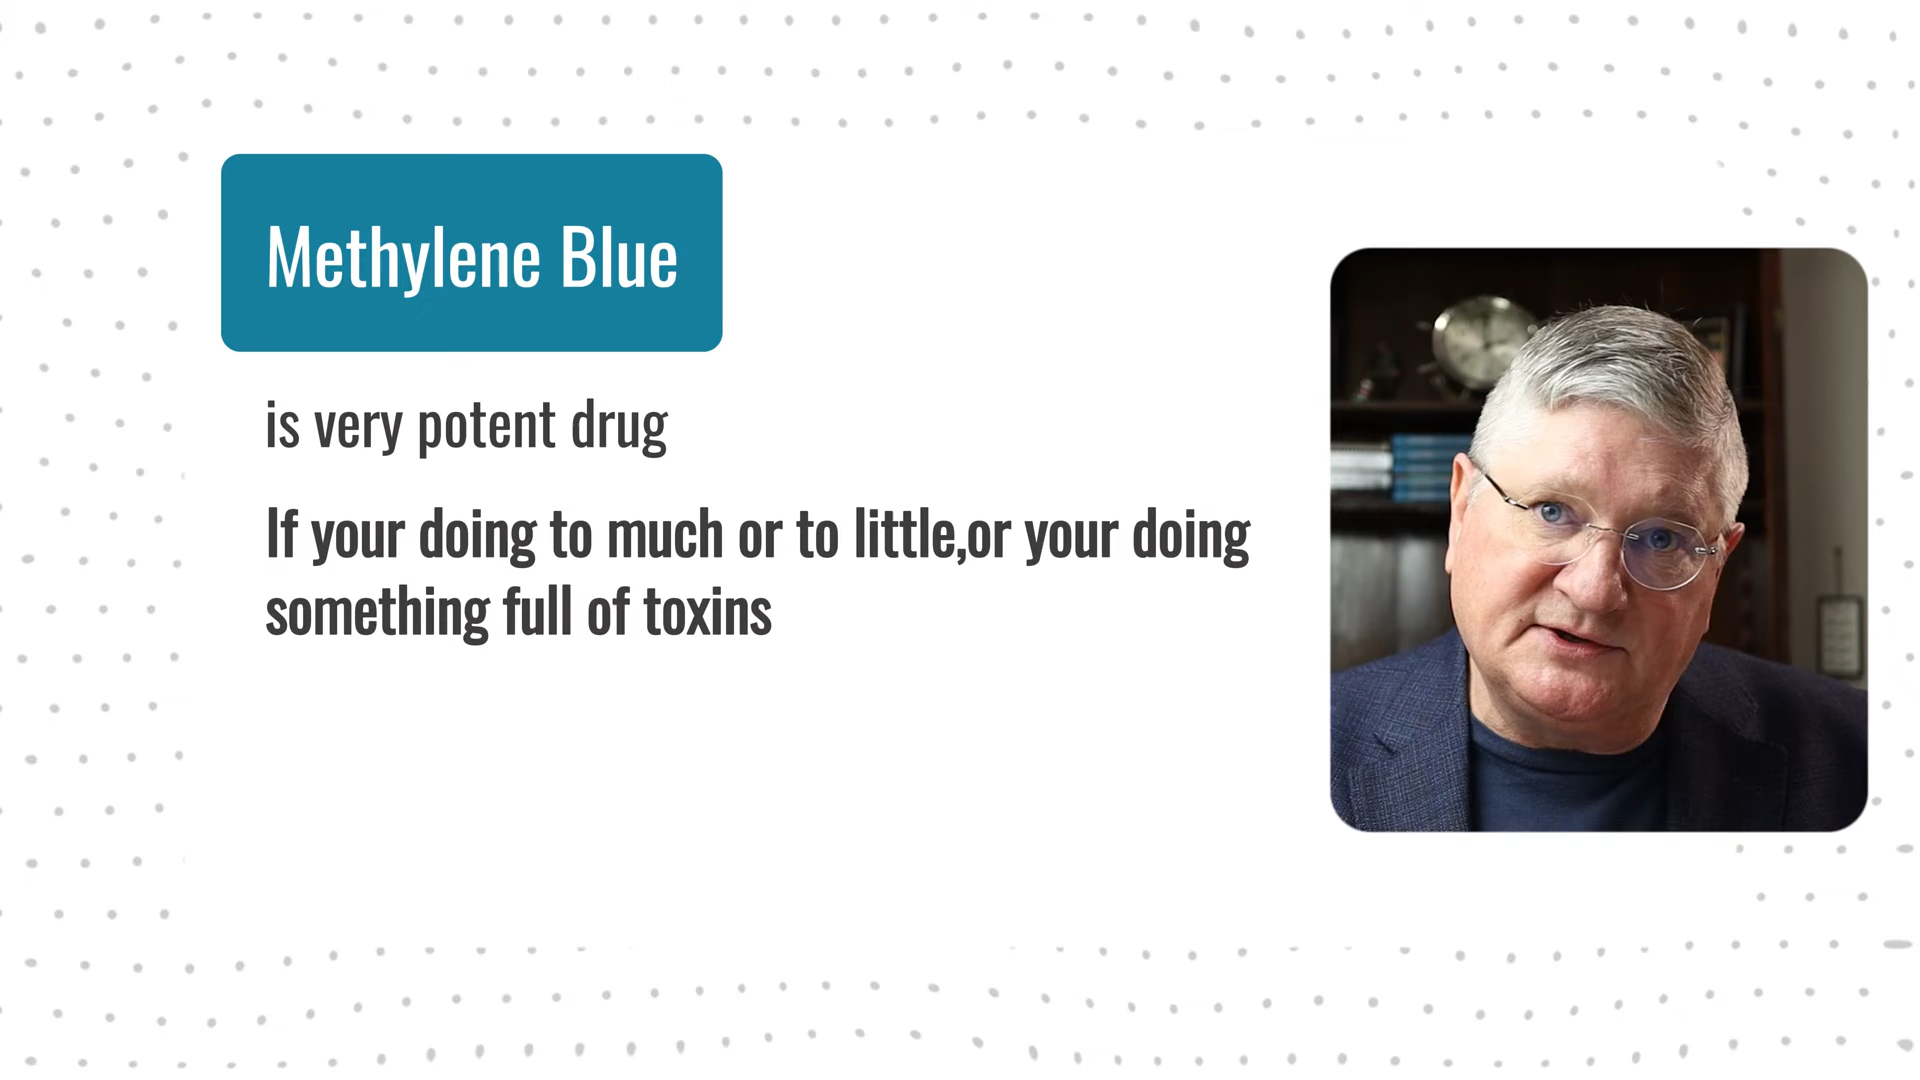 Methylene Blue
is very potent drug
If your doing to much or to little,or your doing
something full of toxins